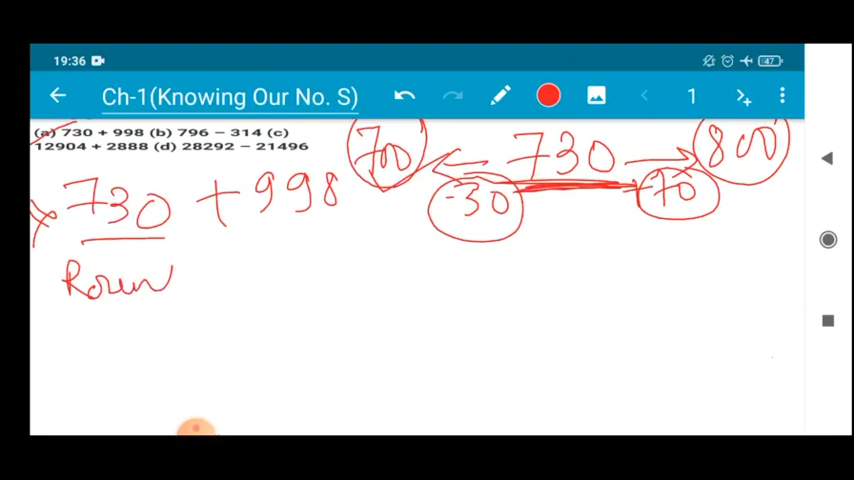 19:36 47
Ch-1(Knowing Our No. S) 1
(a) 730 + 998 (b) 796 − 314 (c)
12904 + 2888 (d) 28292 − 21496
700 730 800
-30 +70
730 + 998
Roun